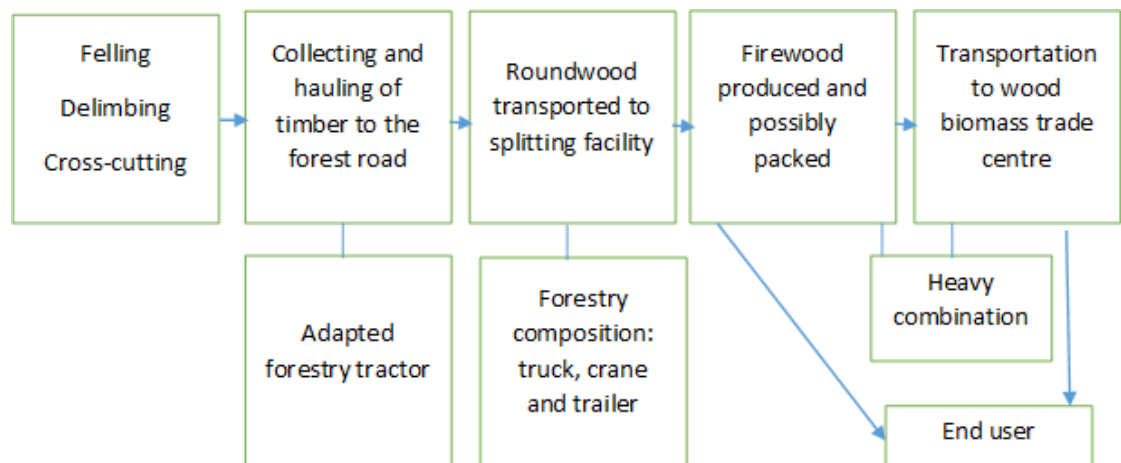 Felling
Delimbing
Cross-cutting
Collecting and
hauling of
timber to the
forest road
Roundwood
transported to
splitting facility
Firewood
produced and
possibly
packed
Transportation
to wood
biomass trade
centre
Adapted
forestry tractor
Forestry
composition:
truck, crane
and trailer
Heavy
combination
End user